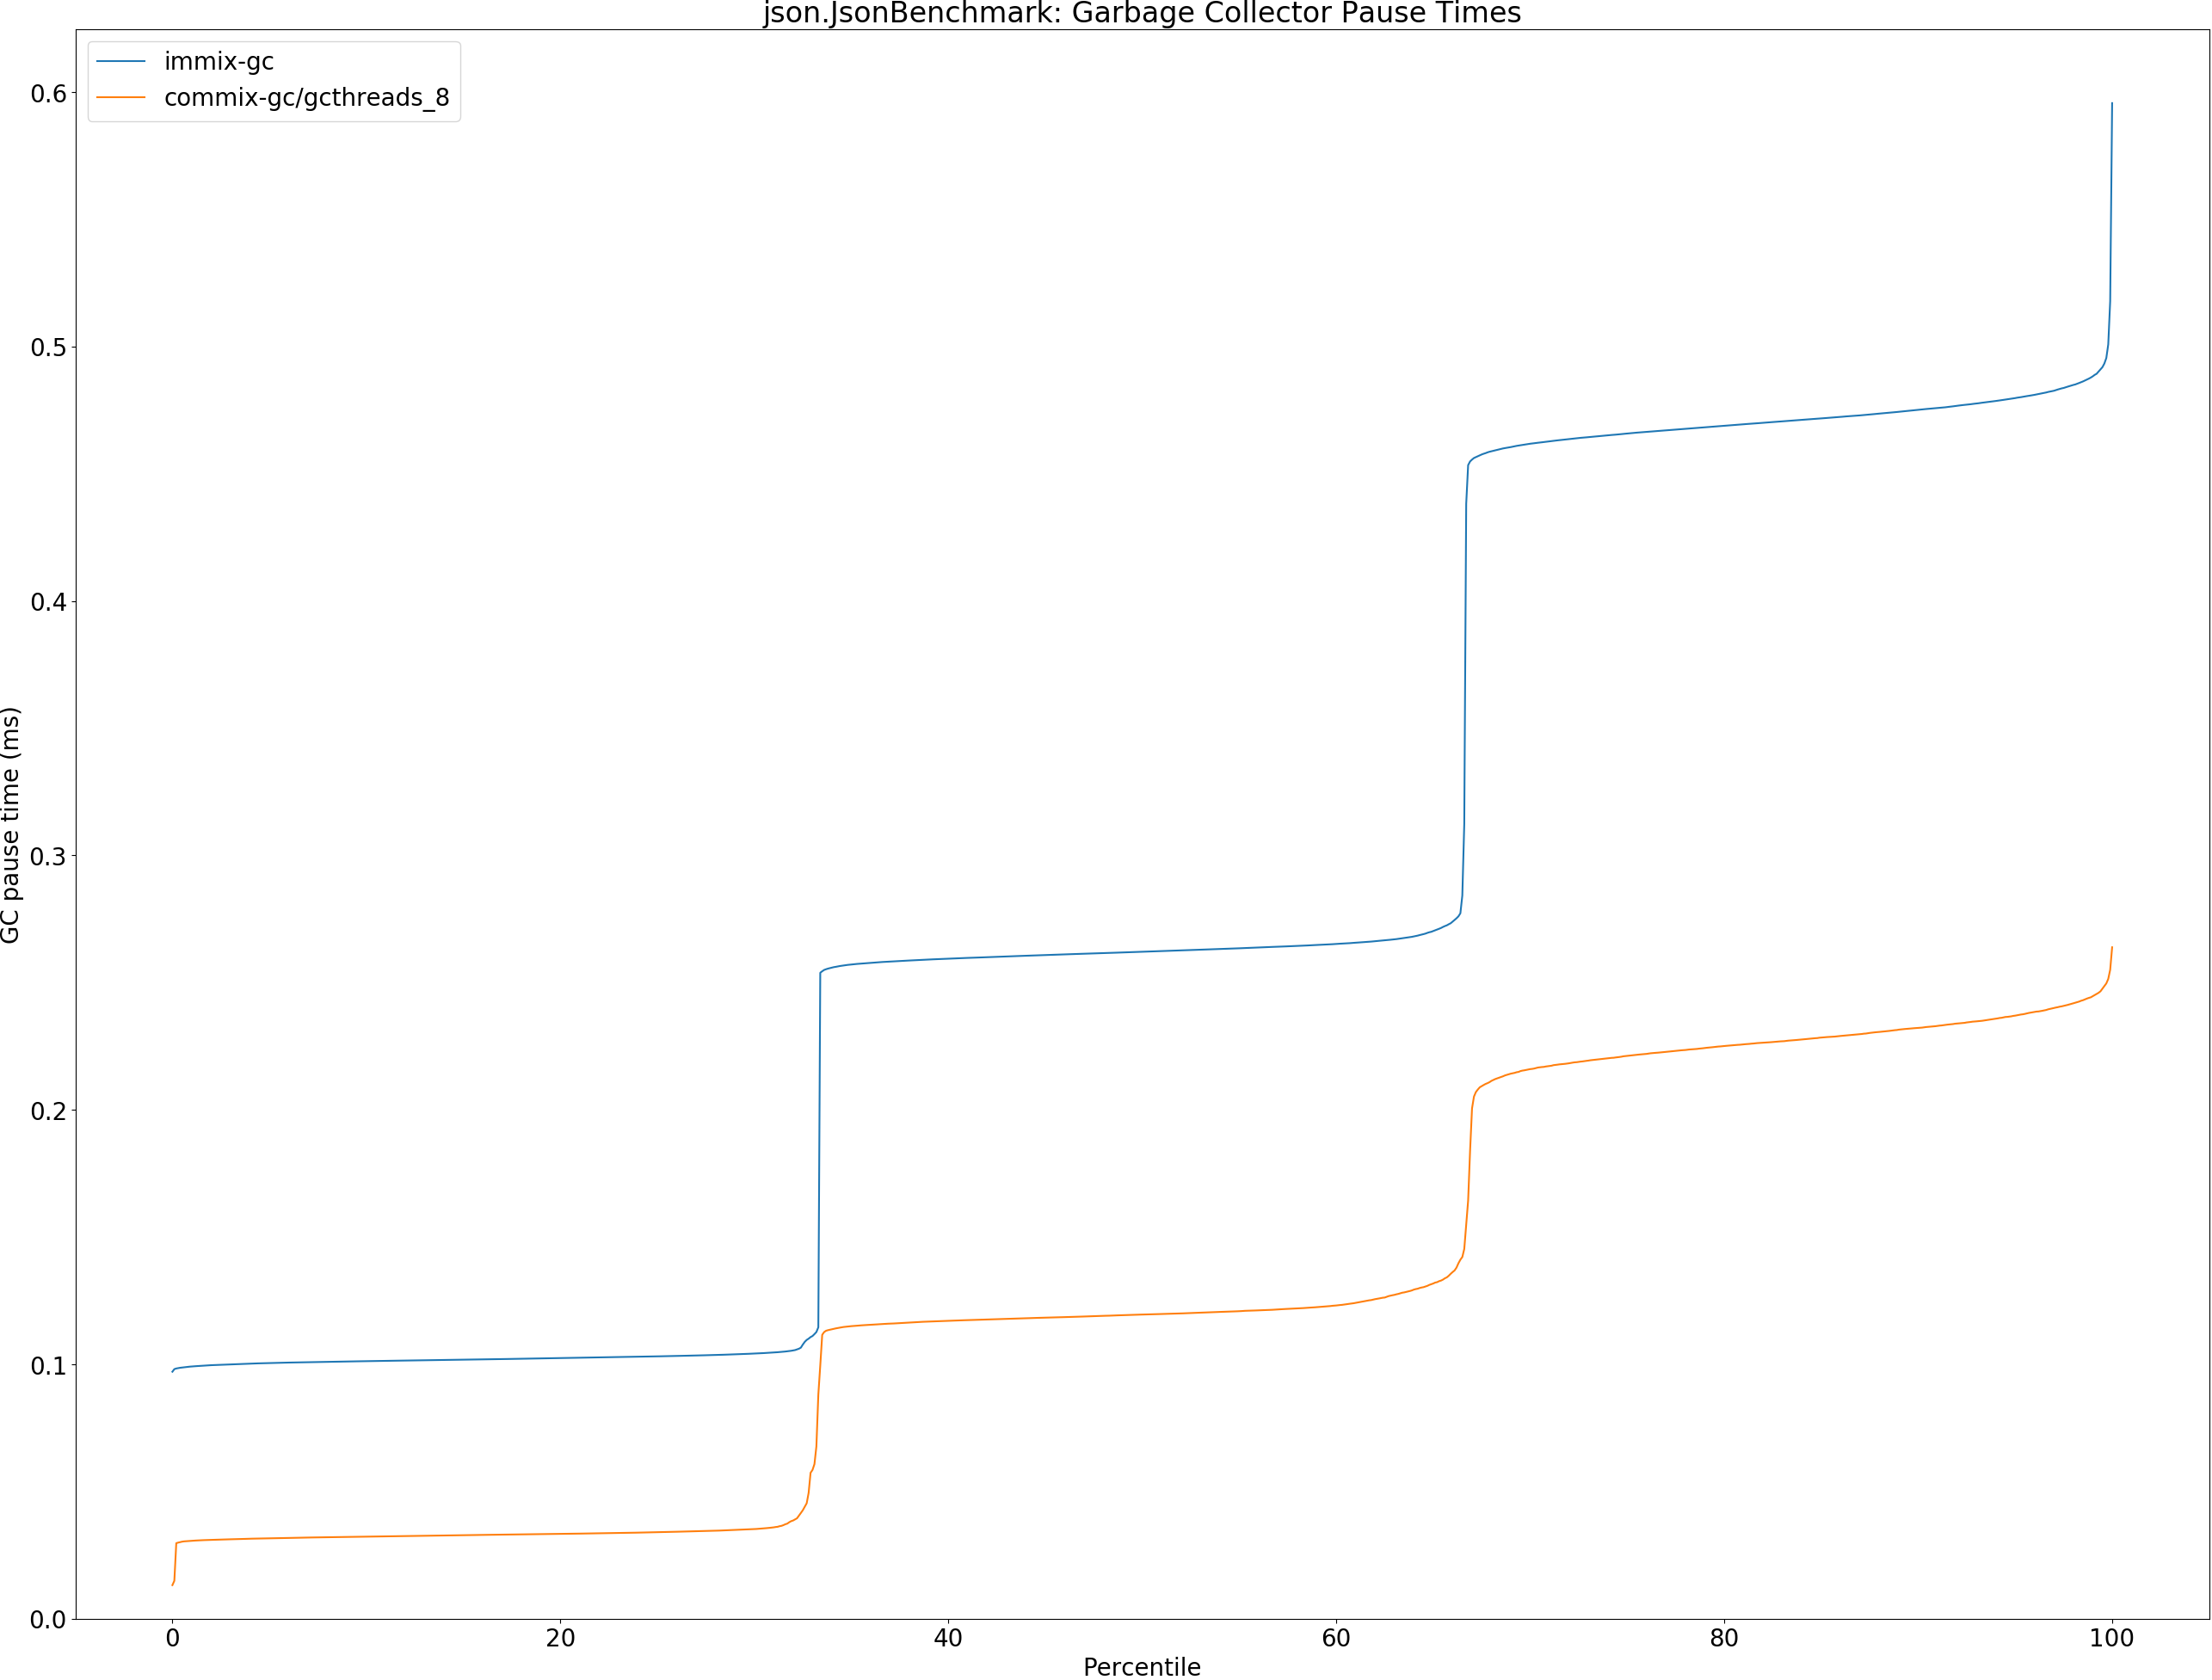 json.JsonBenchmark: Garbage Collector Pause Times
immix-gc
commix-gc/gcthreads_8
GC pause time (ms)
0.6
0.5
0.4
0.3
0.2
0.1
0.0
0 20 40 60 80 100
Percentile